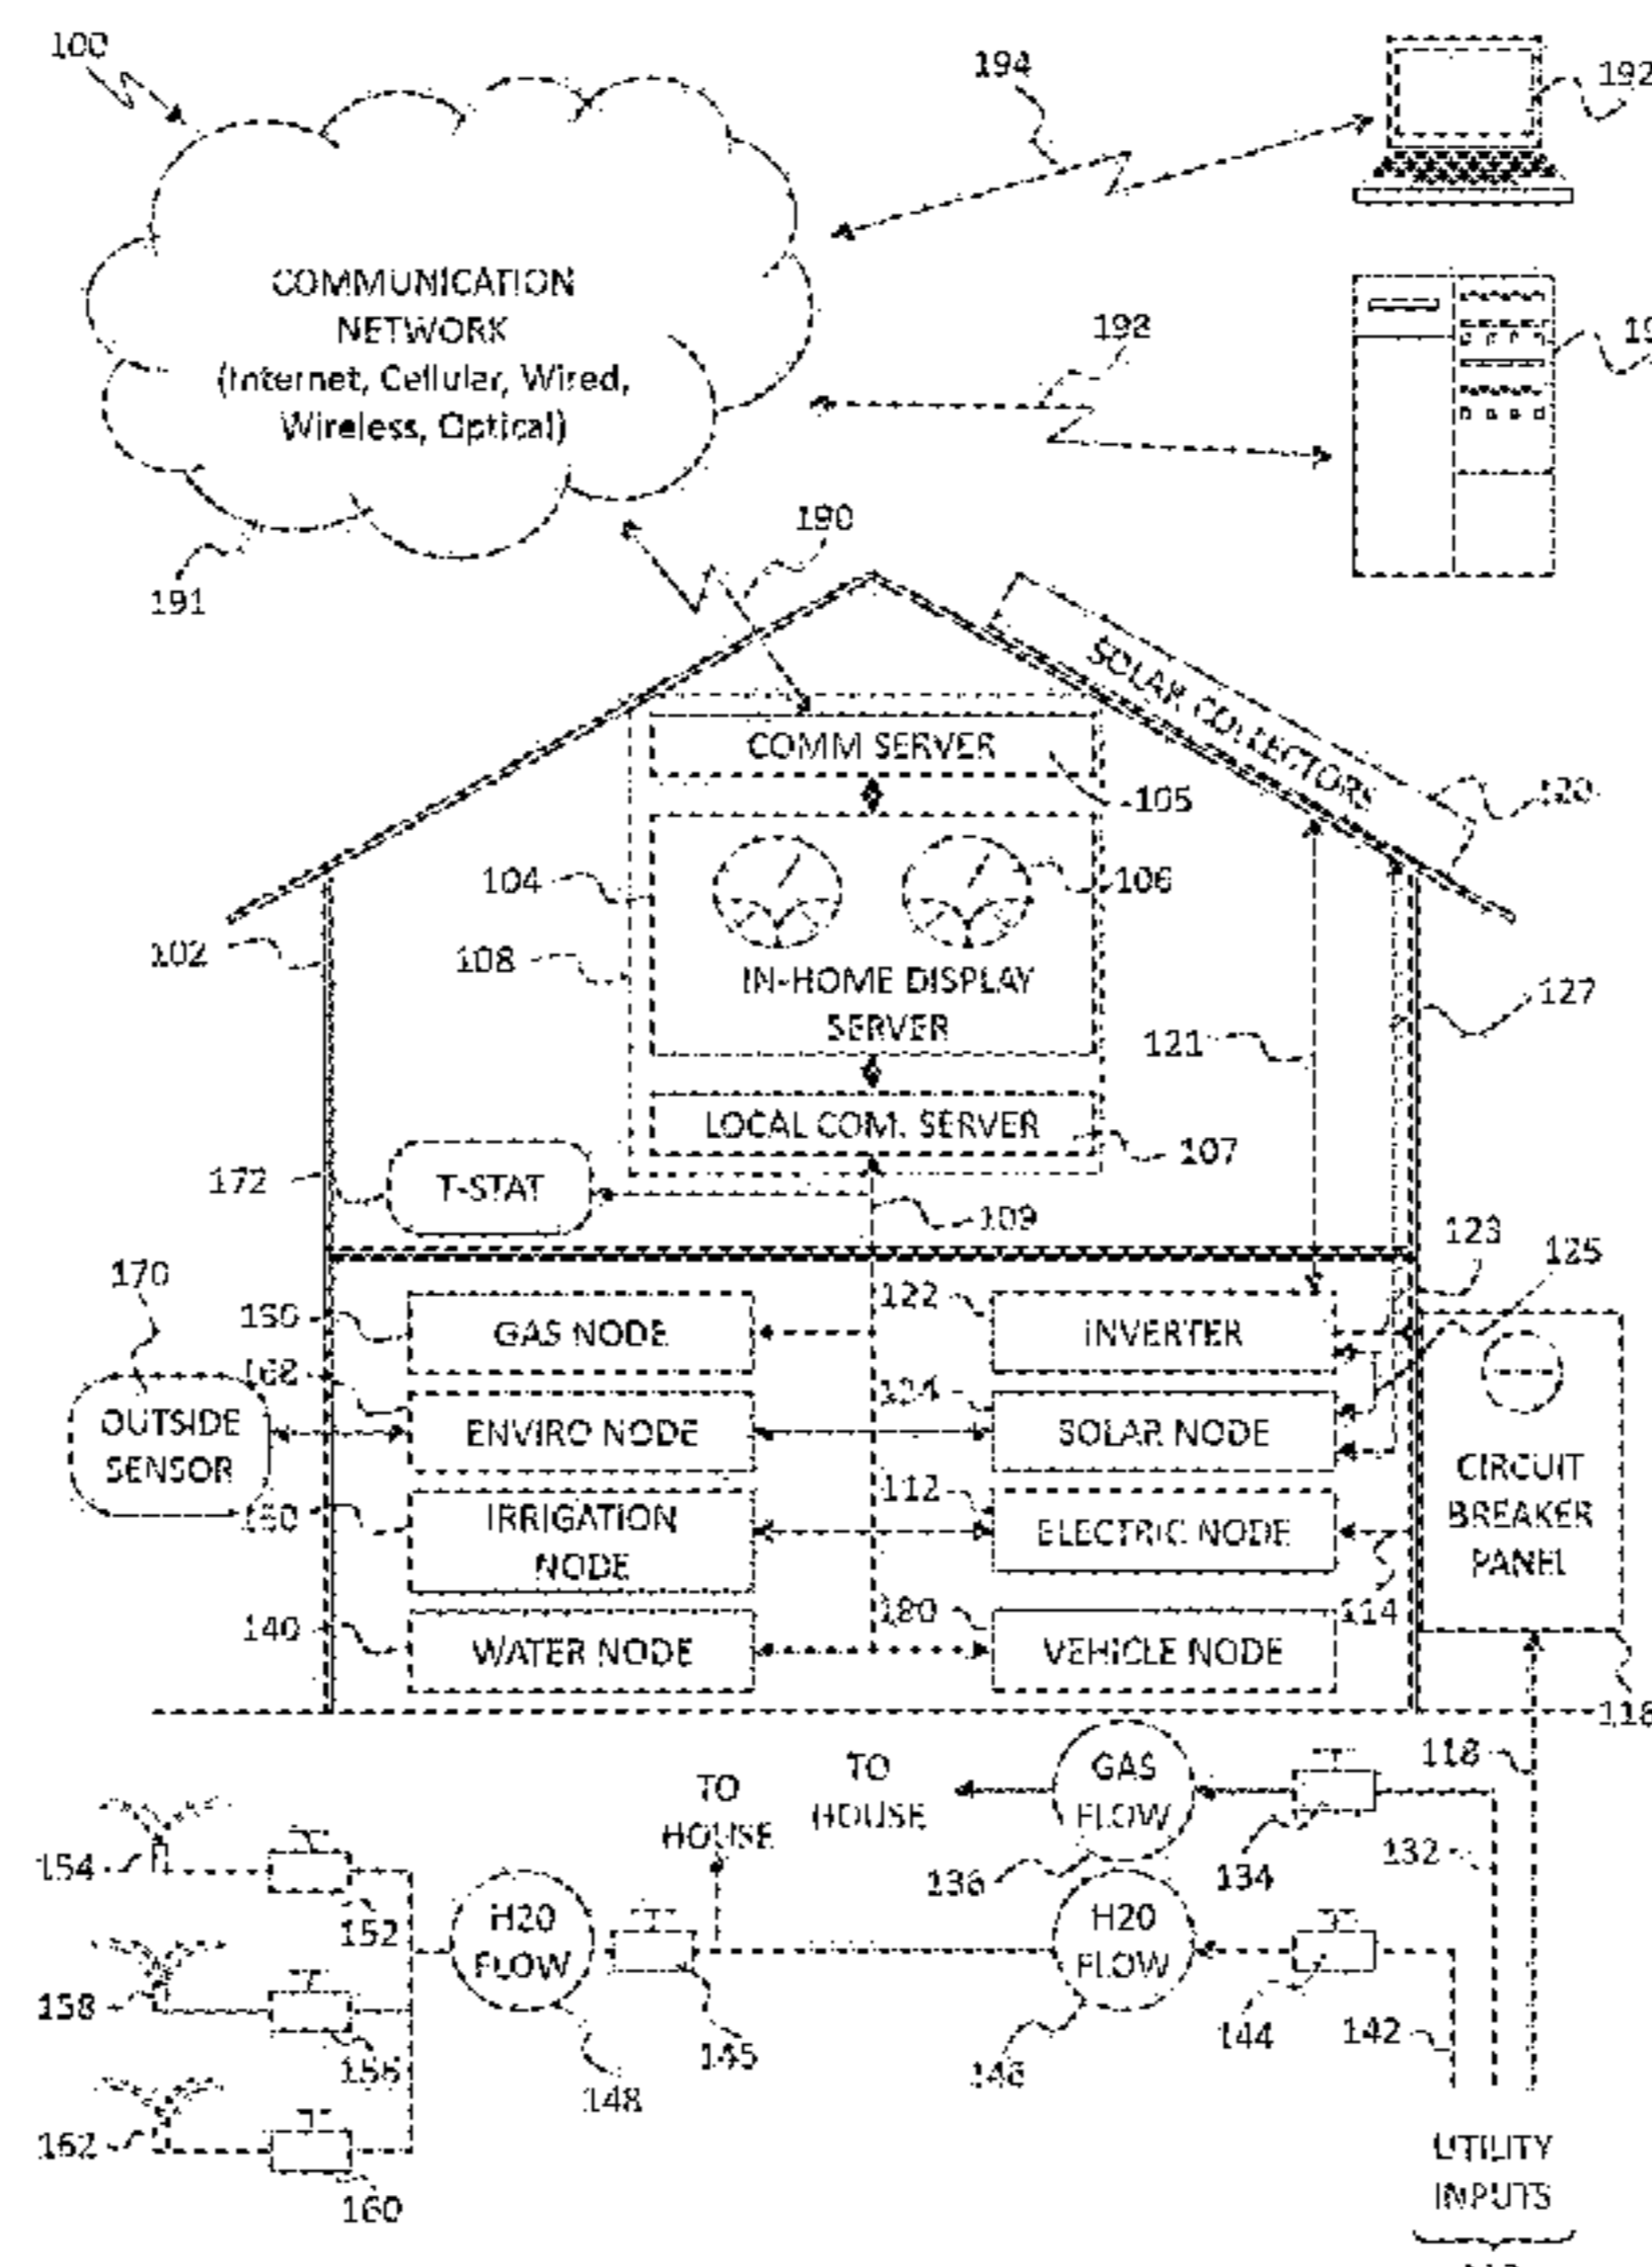 100
194
192
COMMUNICATION
NETWORK
(Internet, Cellular, Wired,
Wireless, Optical)
198
190
191
SOLAR COLLECTORS
120
COMM SERVER
105
104
106
102
108
IN-HOME DISPLAY
SERVER
127
121
LOCAL COM. SERVER
107
172
T-STAT
109
123
125
170
122
GAS NODE
INVERTER
OUTSIDE
SENSOR
ENVIRO NODE
SOLAR NODE
CIRCUIT
BREAKER
PANEL
112
IRRIGATION
NODE
ELECTRIC NODE
114
140
180
WATER NODE
VEHICLE NODE
118
TO
HOUSE
TO
HOUSE
GAS
FLOW
154
136
134
132
152
H20
FLOW
H20
FLOW
158
145
146
144
142
148
162
160
UTILITY
INPUTS